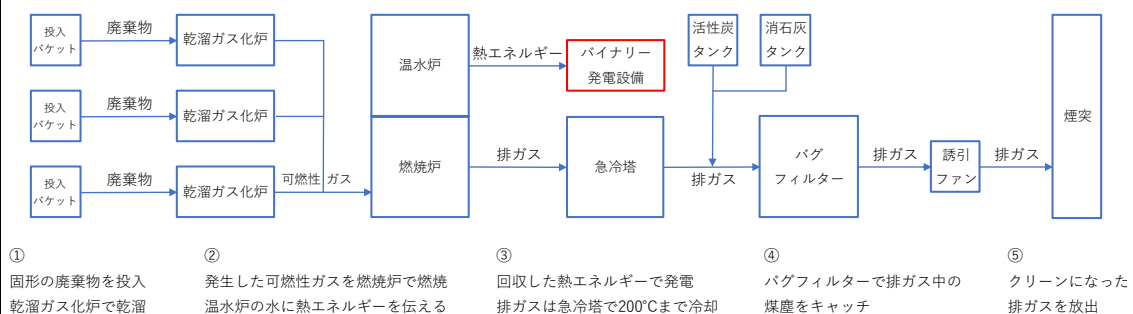 投入
バケット
廃棄物
乾溜ガス化炉
投入
バケット
廃棄物
乾溜ガス化炉
投入
バケット
廃棄物
乾溜ガス化炉
可燃性ガス
温水炉
燃焼炉
熱エネルギー
バイナリー
発電設備
排ガス
急冷塔
活性炭
タンク
消石灰
タンク
排ガス
バグ
フィルター
排ガス
誘引
ファン
排ガス
煙突
①
固形の廃棄物を投入
乾溜ガス化炉で乾溜
②
発生した可燃性ガスを燃焼炉で燃焼
温水炉の水に熱エネルギーを伝える
③
回収した熱エネルギーで発電
排ガスは急冷塔で200℃まで冷却
④
バグフィルターで排ガス中の
煤塵をキャッチ
⑤
クリーンになった
排ガスを放出